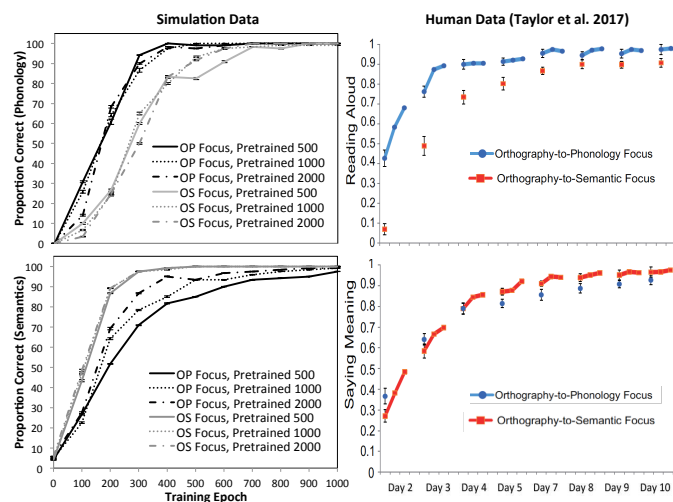 Simulation Data
Proportion Correct (Phonology)
100
90
80
70
60
50
40
30
20
10
0
OP Focus, Pretrained 500
OP Focus, Pretrained 1000
OP Focus, Pretrained 2000
OS Focus, Pretrained 500
OS Focus, Pretrained 1000
OS Focus, Pretrained 2000
Proportion Correct (Semantics)
100
90
80
70
60
50
40
30
20
10
0
OP Focus, Pretrained 500
OP Focus, Pretrained 1000
OP Focus, Pretrained 2000
OS Focus, Pretrained 500
OS Focus, Pretrained 1000
OS Focus, Pretrained 2000
0 100 200 300 400 500 600 700 800 900 1000
Training Epoch
Human Data (Taylor et al. 2017)
Reading Aloud
1
0.9
0.8
0.7
0.6
0.5
0.4
0.3
0.2
0.1
0
Orthography-to-Phonology Focus
Orthography-to-Semantic Focus
Saying Meaning
1
0.9
0.8
0.7
0.6
0.5
0.4
0.3
0.2
0.1
0
Orthography-to-Phonology Focus
Orthography-to-Semantic Focus
Day 2 Day 3 Day 4 Day 5 Day 7 Day 8 Day 9 Day 10